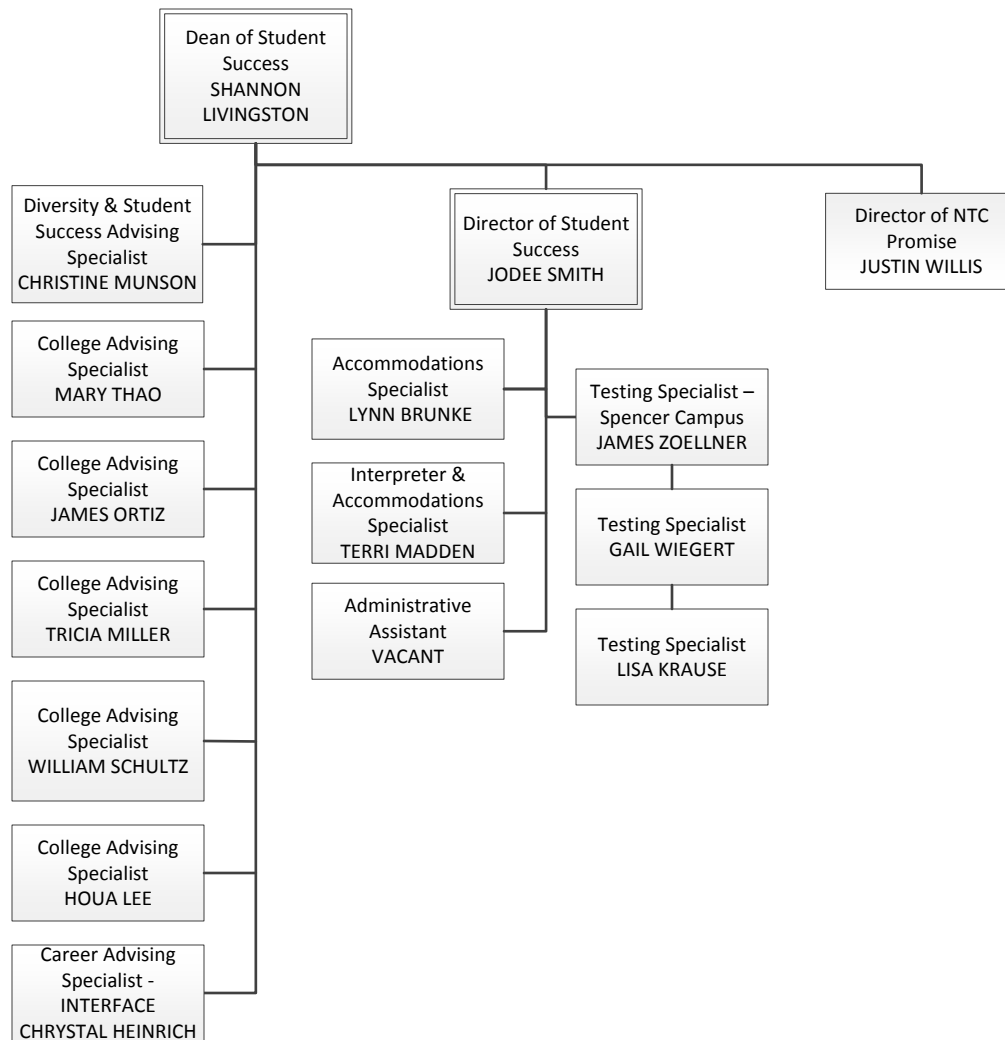 Dean of Student
Success
SHANNON
LIVINGSTON
Diversity & Student
Success Advising
Specialist
CHRISTINE MUNSON
College Advising
Specialist
MARY THAO
College Advising
Specialist
JAMES ORTIZ
College Advising
Specialist
TRICIA MILLER
College Advising
Specialist
WILLIAM SCHULTZ
College Advising
Specialist
HOUA LEE
Career Advising
Specialist -
INTERFACE
CHRYSTAL HEINRICH
Director of Student
Success
JODEE SMITH
Accommodations
Specialist
LYNN BRUNKE
Interpreter &
Accommodations
Specialist
TERRI MADDEN
Administrative
Assistant
VACANT
Testing Specialist –
Spencer Campus
JAMES ZOELLNER
Testing Specialist
GAIL WIEGERT
Testing Specialist
LISA KRAUSE
Director of NTC
Promise
JUSTIN WILLIS